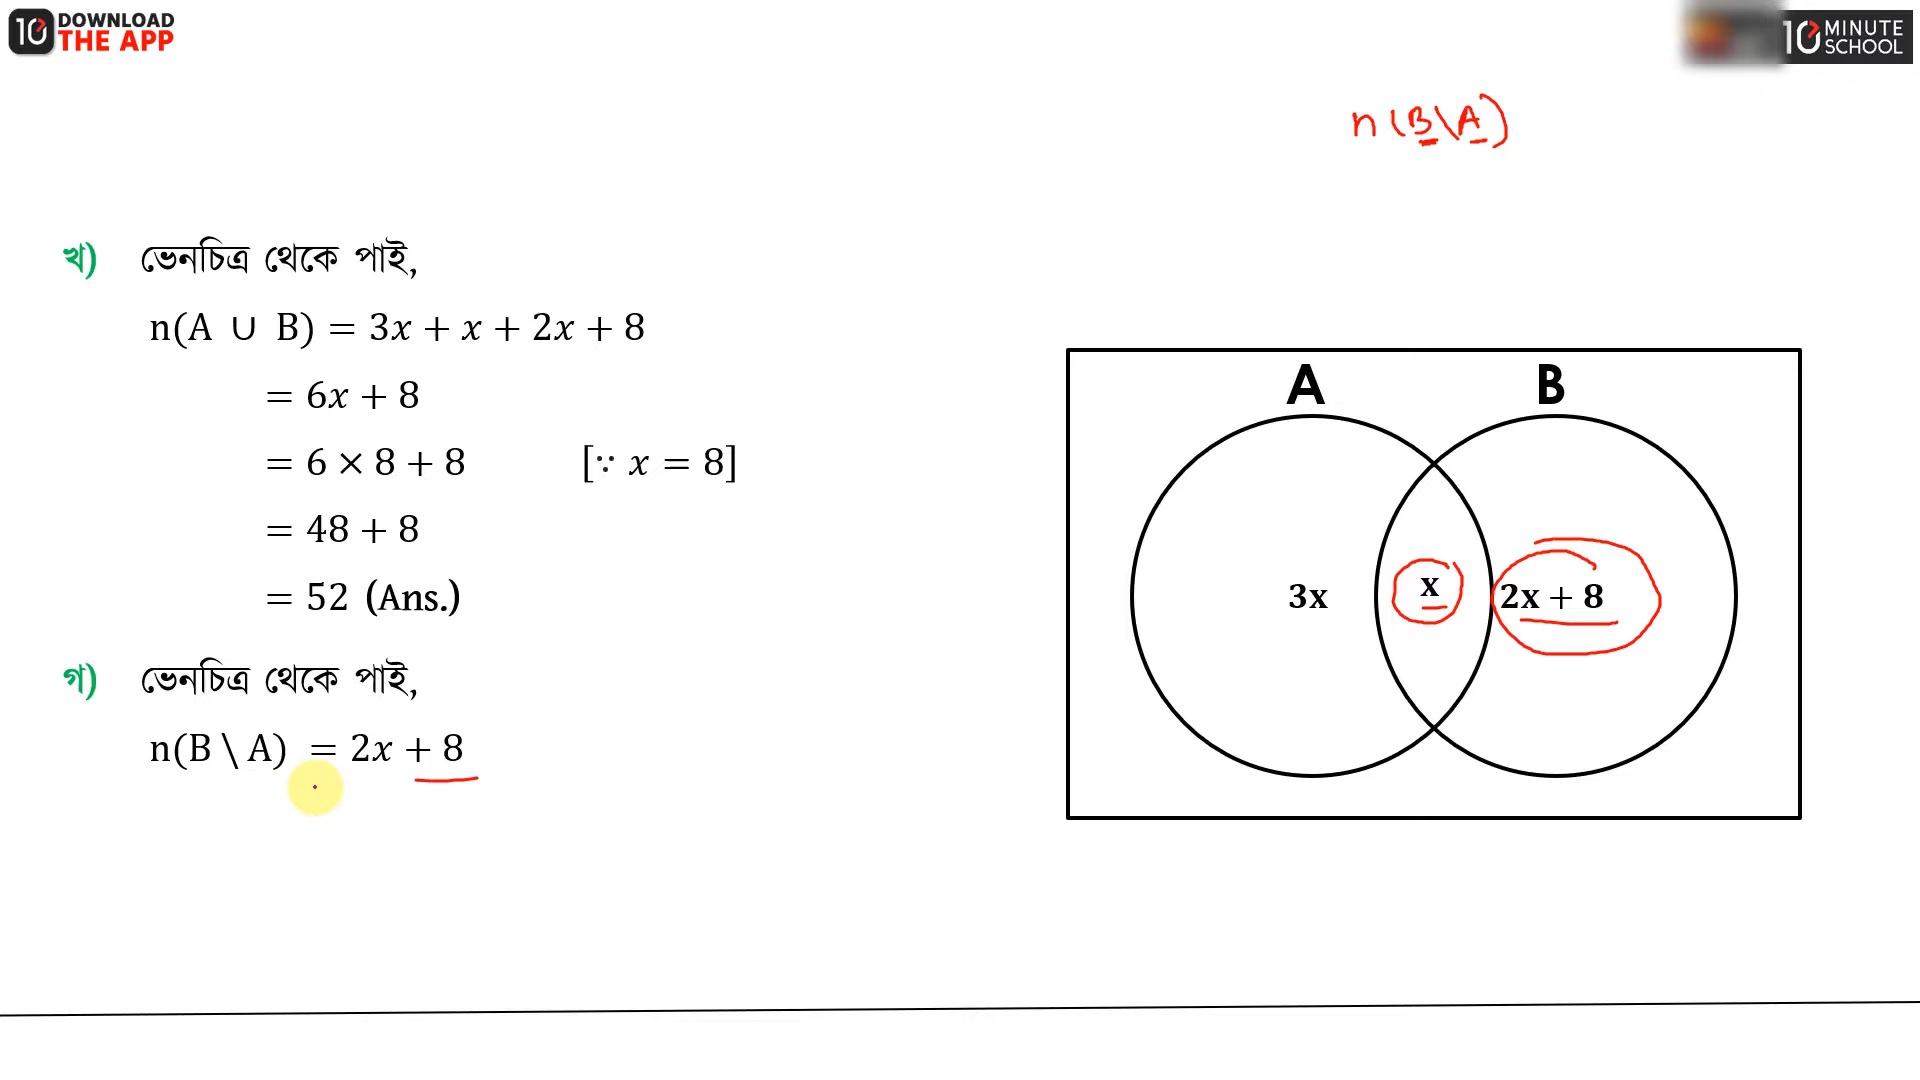 10 DOWNLOAD
THE APP
10 MINUTE
SCHOOL
n(B\A)
খ) ভেনচিত্র থেকে পাই,
n(A ∪ B) = 3x + x + 2x + 8
= 6x + 8
= 6 × 8 + 8 [∵ x = 8]
= 48 + 8
= 52 (Ans.)
গ) ভেনচিত্র থেকে পাই,
n(B \ A) = 2x + 8
A B
3x x 2x + 8